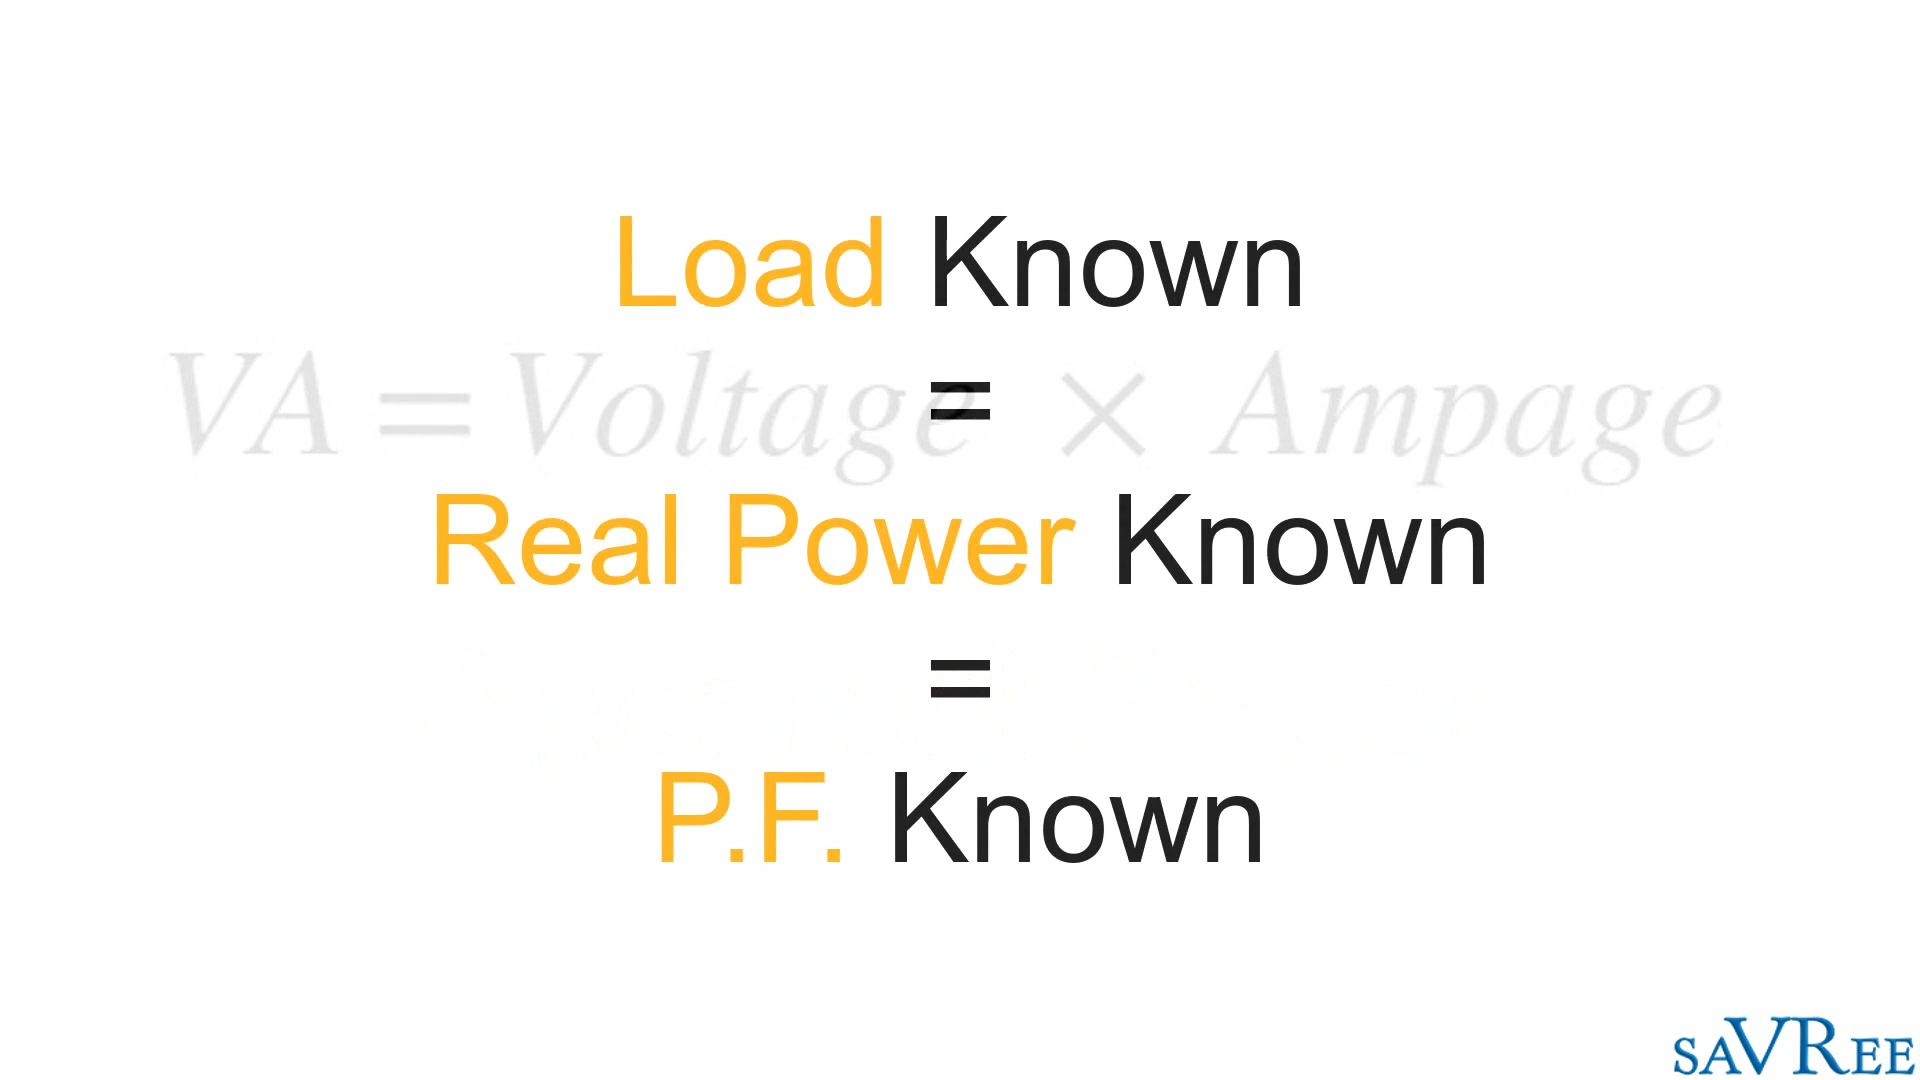 Load Known
VA = Voltage × Ampage
=
Real Power Known
=
P.F. Known
saVRee